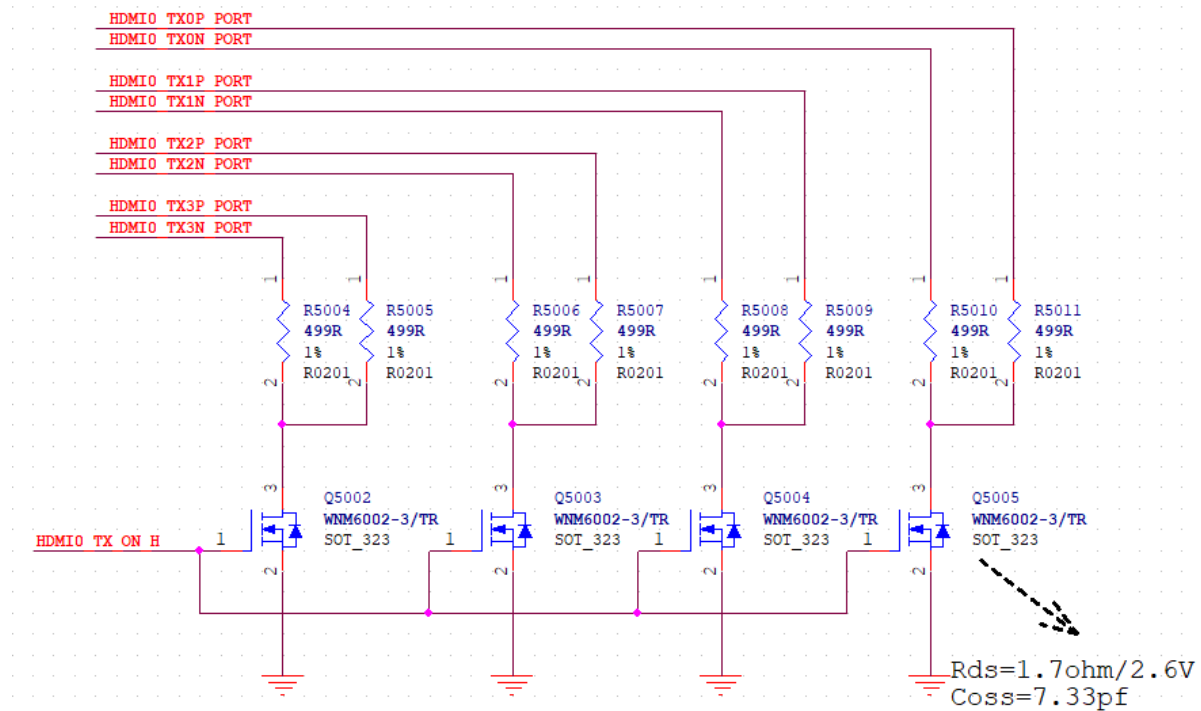 HDMI0 TX0P PORT
HDMI0 TX0N PORT
HDMI0 TX1P PORT
HDMI0 TX1N PORT
HDMI0 TX2P PORT
HDMI0 TX2N PORT
HDMI0 TX3P PORT
HDMI0 TX3N PORT
1 1 1 1 1 1 1 1
R5004 R5005 R5006 R5007 R5008 R5009 R5010 R5011
499R 499R 499R 499R 499R 499R 499R 499R
1% 1% 1% 1% 1% 1% 1% 1%
R0201 R0201 R0201 R0201 R0201 R0201 R0201 R0201
2 2 2 2 2 2 2 2
3 3 3 3
Q5002 Q5003 Q5004 Q5005
WNM6002-3/TR WNM6002-3/TR WNM6002-3/TR WNM6002-3/TR
HDMI0 TX ON H 1 SOT_323 1 SOT_323 1 SOT_323 1 SOT_323
2 2 2 2
Rds=1.7ohm/2.6V
Coss=7.33pf